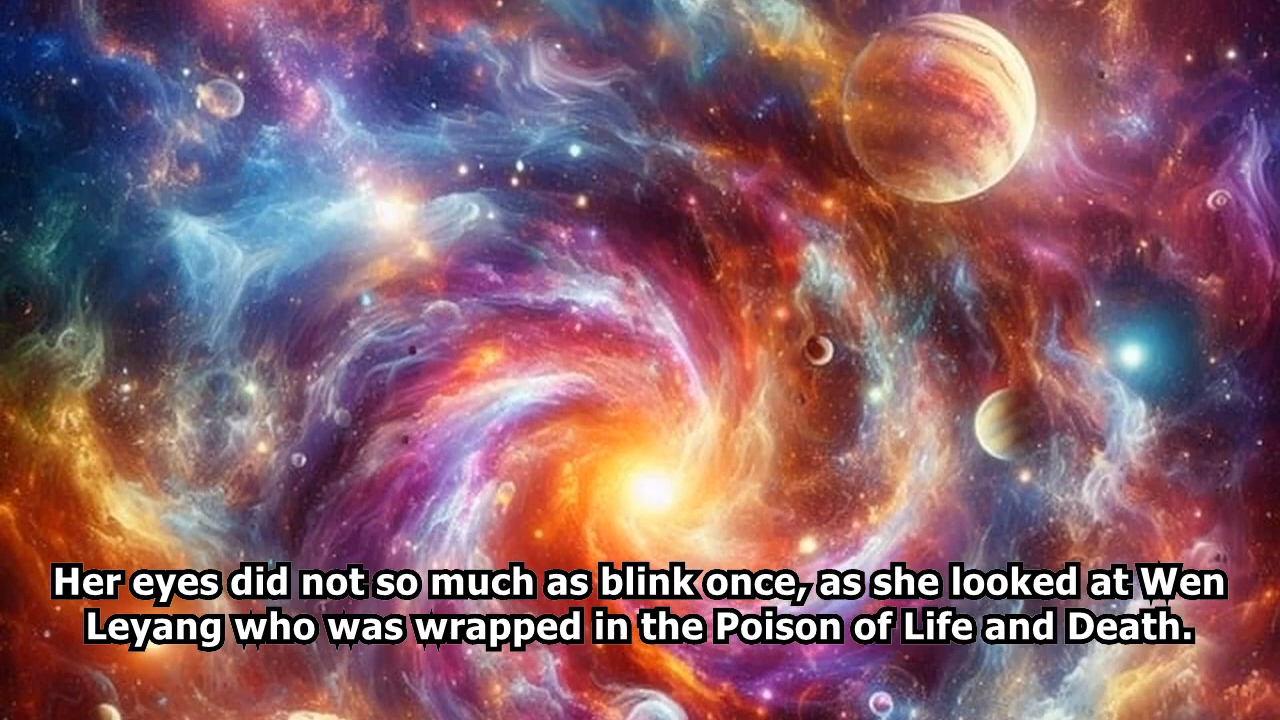 Her eyes did not so much as blink once, as she looked at Wen
Leyang who was wrapped in the Poison of Life and Death.